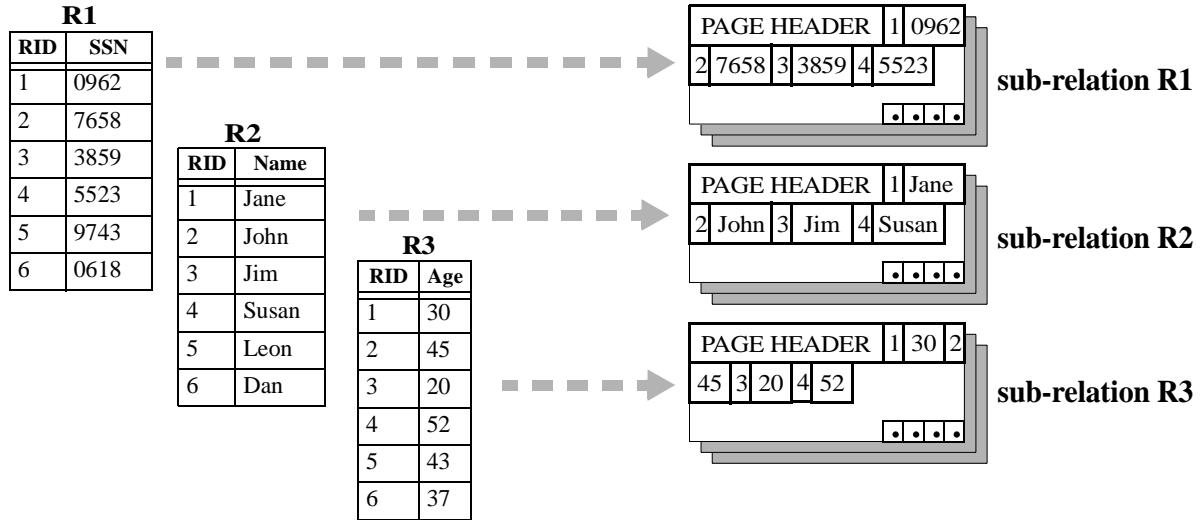 R1
RID SSN
1 0962
2 7658
3 3859
4 5523
5 9743
6 0618
R2
RID Name
1 Jane
2 John
3 Jim
4 Susan
5 Leon
6 Dan
R3
RID Age
1 30
2 45
3 20
4 52
5 43
6 37
PAGE HEADER 1 0962
2 7658 3 3859 4 5523
sub-relation R1
PAGE HEADER 1 Jane
2 John 3 Jim 4 Susan
sub-relation R2
PAGE HEADER 1 30 2
45 3 20 4 52
sub-relation R3